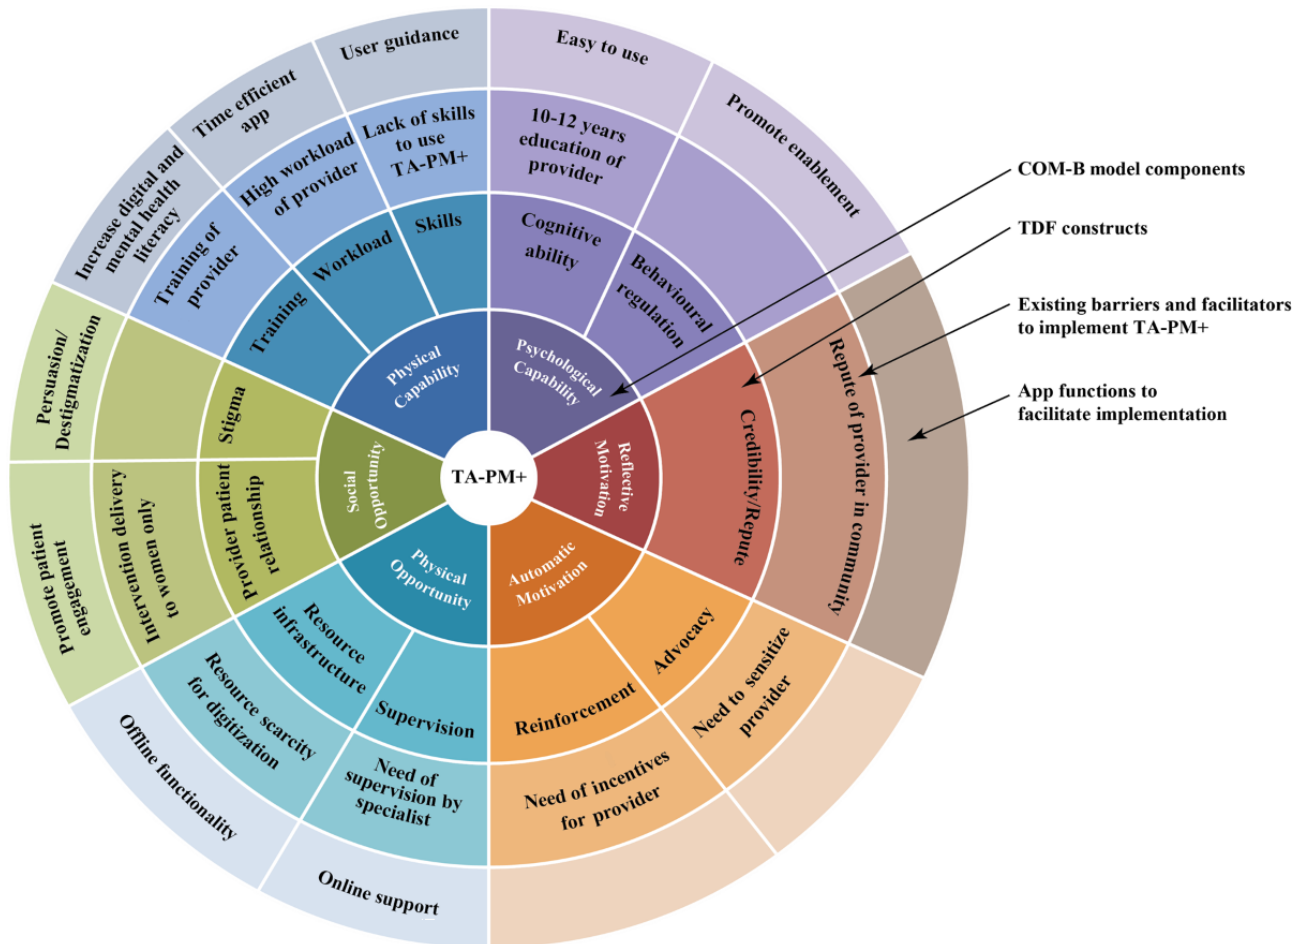 User guidance
Easy to use
Time efficient
app
Promote enablement
Increase digital and
mental health
literacy
Lack of skills
to use
TA-PM+
10-12 years
education of
provider
High workload
of provider
Training of
provider
Skills
Workload
Training
Cognitive
ability
Behavioural
regulation
Physical
Capability
Psychological
Capability
COM-B model components
TDF constructs
Existing barriers and facilitators
to implement TA-PM+
App functions to
facilitate implementation
Persuasion/
Destigmatization
Stigma
Social
Opportunity
TA-PM+
Reflective
Motivation
Credibility/Repute
Repute of provider in community
Promote patient
engagement
Intervention delivery
to women only
Provider patient
relationship
Physical
Opportunity
Automatic
Motivation
Resource
infrastructure
Supervision
Reinforcement
Advocacy
Resource scarcity
for digitization
Need of
supervision by
specialist
Need of incentives
for provider
Need to sensitize
provider
Offline functionality
Online support